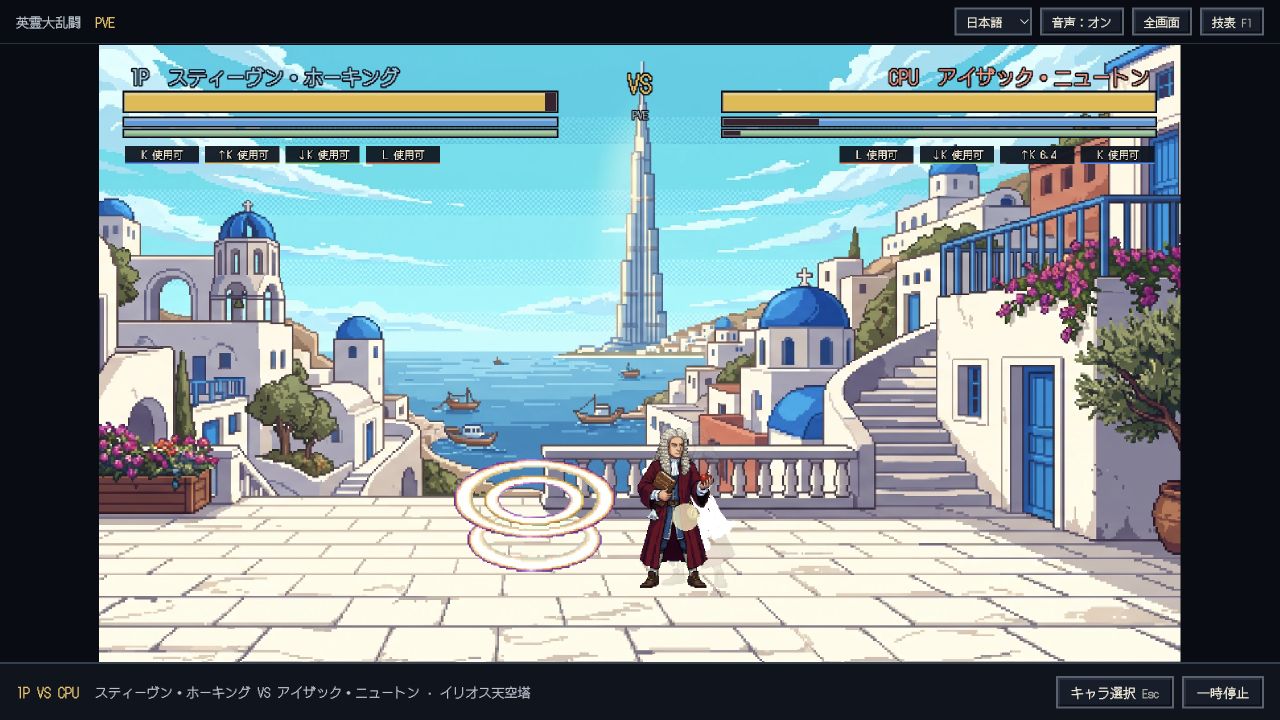 英霊大乱闘 PVE 日本語 音声：オン 全画面 技表 F1
1P スティーヴン・ホーキング VS CPU アイザック・ニュートン
PVE
K 使用可 ↑K 使用可 ↓K 使用可 L 使用可 L 使用可 ↓K 使用可 ↑K 6.4 K 使用可
1P VS CPU スティーヴン・ホーキング VS アイザック・ニュートン · イリオス天空塔 キャラ選択 Esc 一時停止